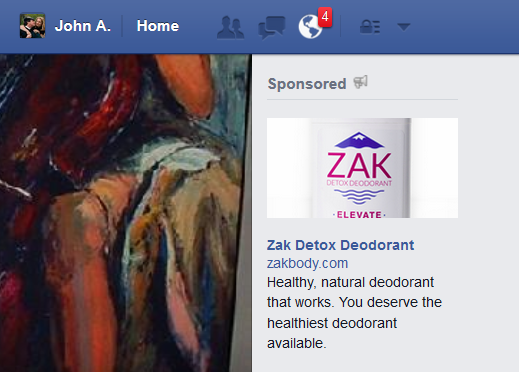 John A.
Home
4
Sponsored
ZAK
DETOX DEODORANT
· ELEVATE ·
Zak Detox Deodorant
zakbody.com
Healthy, natural deodorant
that works. You deserve the
healthiest deodorant
available.